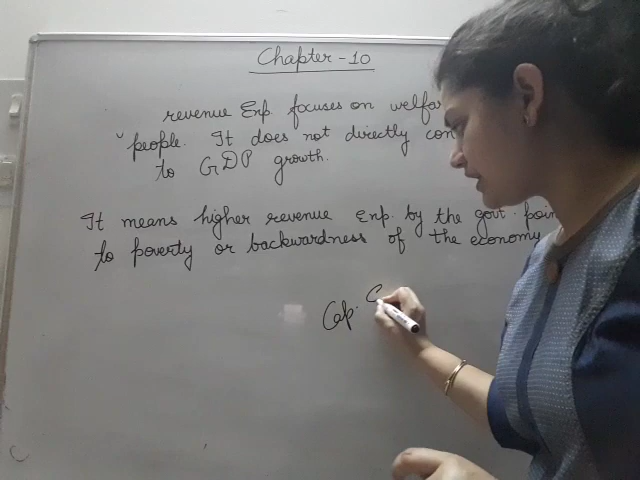 Chapter - 10
revenue Exp. focuses on welfar
people. It does not directly con
to GDP growth.
It means higher revenue Exp. by the govt. poin
to poverty or backwardness of the economy
Cap.